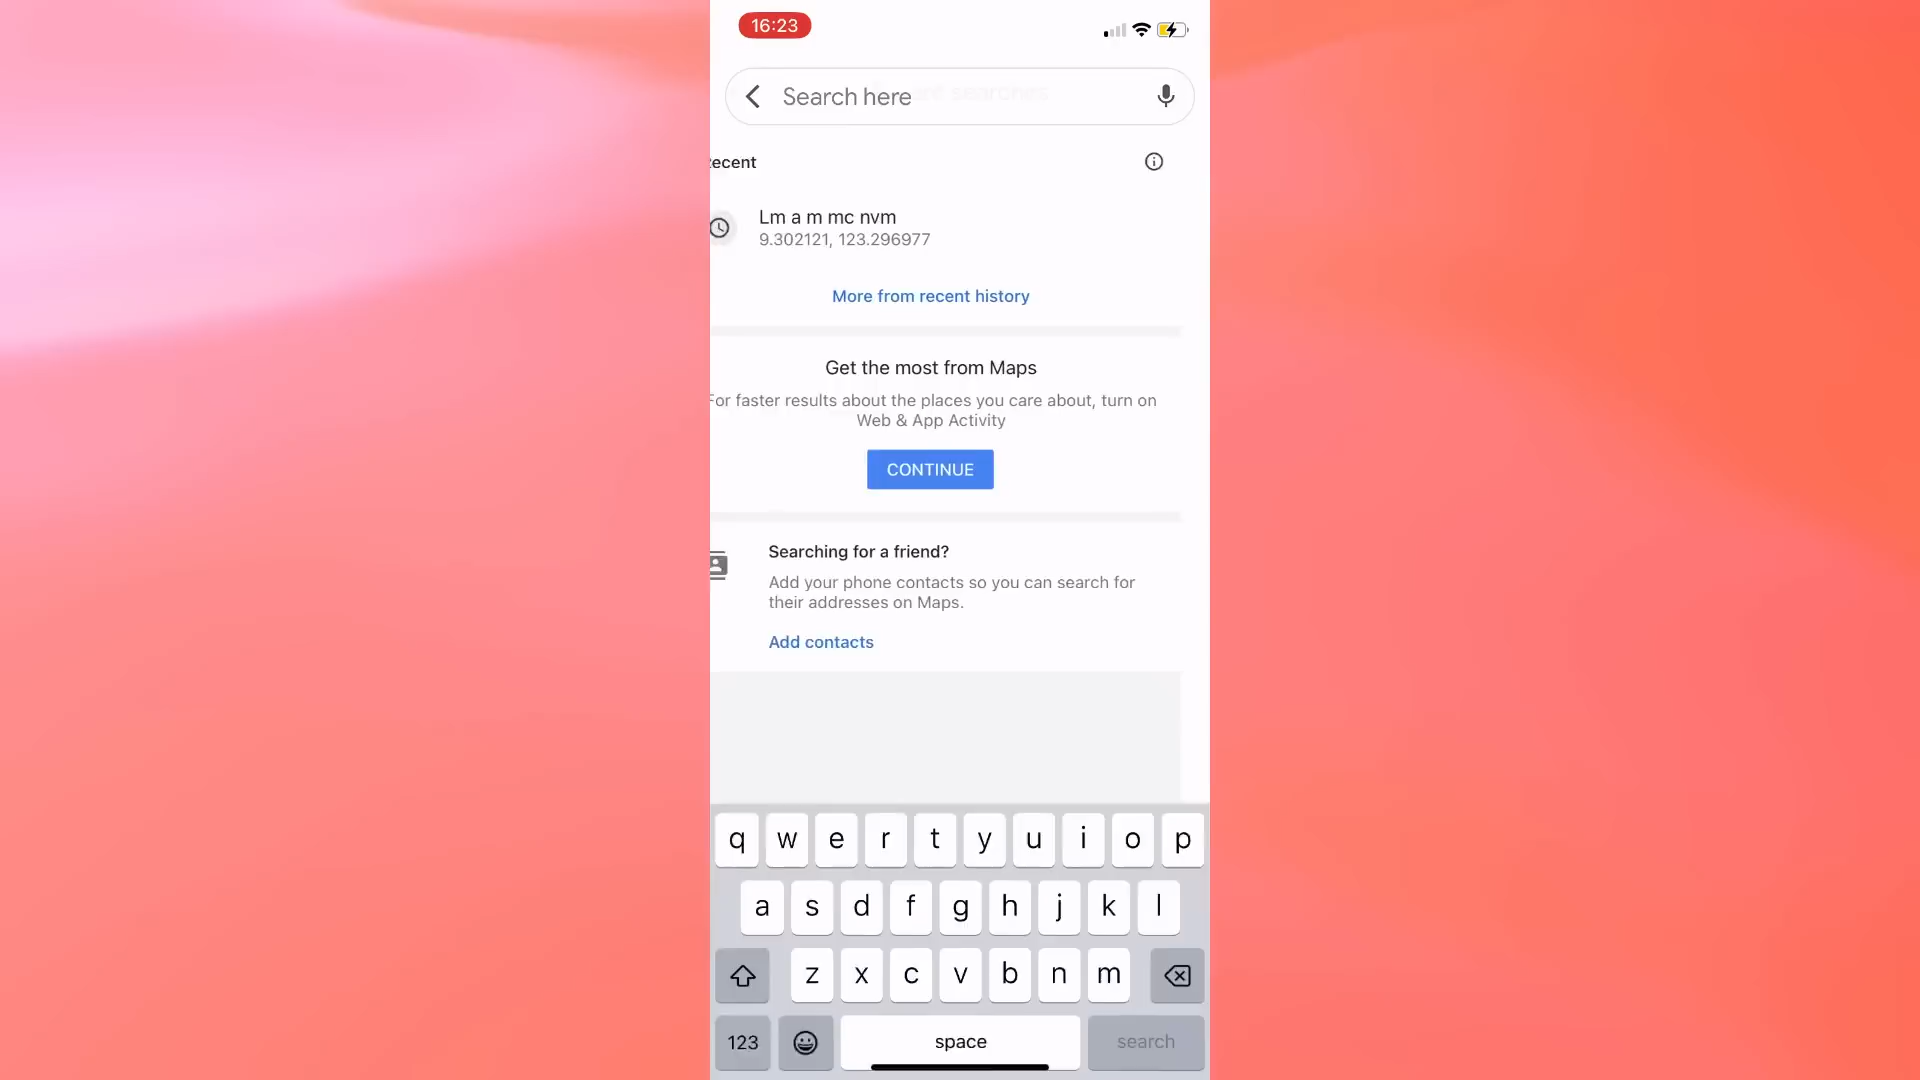 16:23
Search here
ecent
Lm a m mc nvm
9.302121, 123.296977
More from recent history
Get the most from Maps
For faster results about the places you care about, turn on
Web & App Activity
CONTINUE
Searching for a friend?
Add your phone contacts so you can search for
their addresses on Maps.
Add contacts
q w e r t y u i o p
a s d f g h j k l
z x c v b n m
123 space search